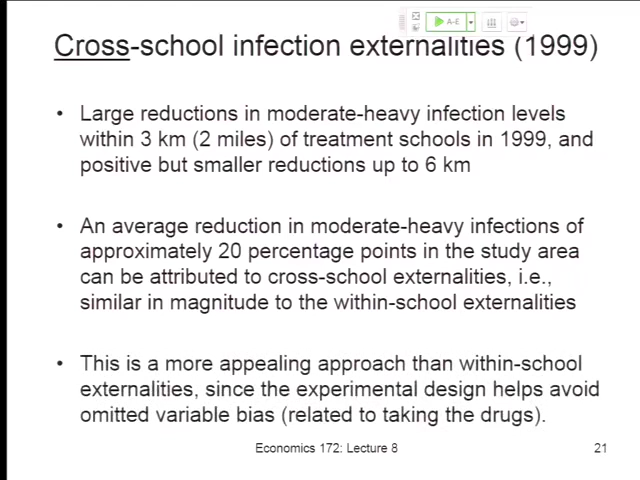 A-E
Cross-school infection externalities (1999)
• Large reductions in moderate-heavy infection levels
within 3 km (2 miles) of treatment schools in 1999, and
positive but smaller reductions up to 6 km
• An average reduction in moderate-heavy infections of
approximately 20 percentage points in the study area
can be attributed to cross-school externalities, i.e.,
similar in magnitude to the within-school externalities
• This is a more appealing approach than within-school
externalities, since the experimental design helps avoid
omitted variable bias (related to taking the drugs).
Economics 172: Lecture 8
21